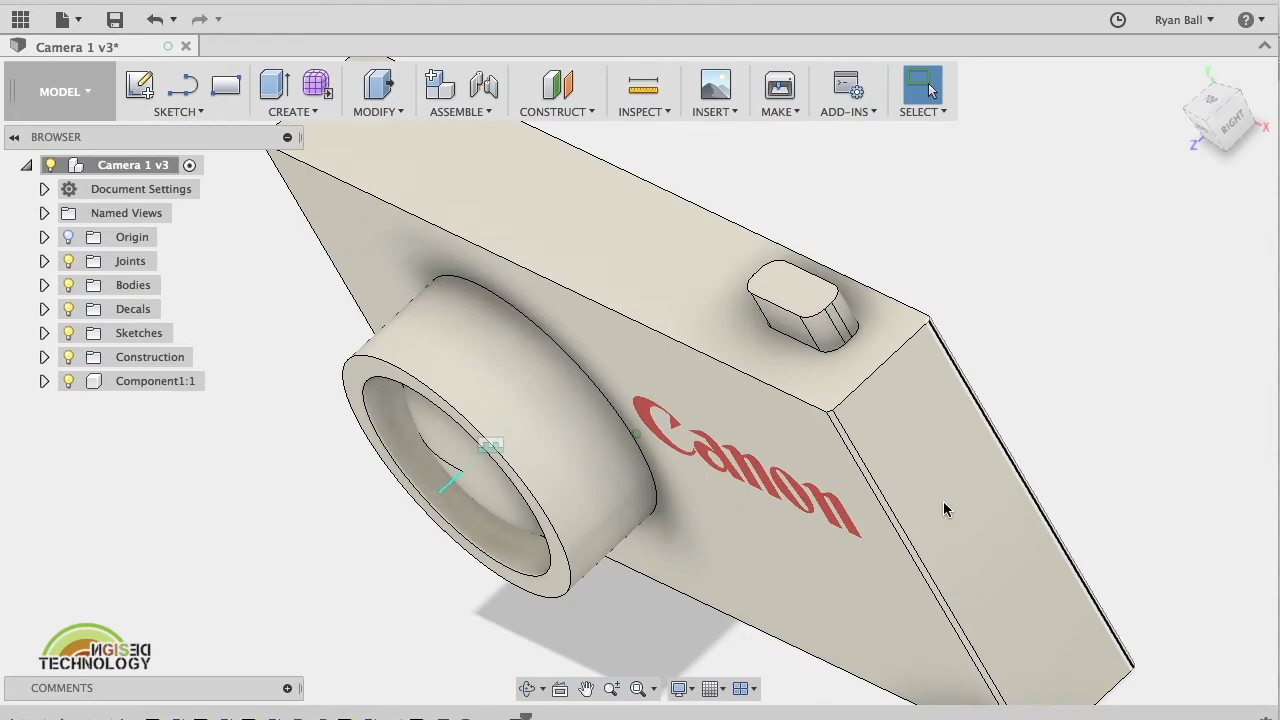 Ryan Ball
Camera 1 v3*
MODEL
SKETCH
CREATE
MODIFY
ASSEMBLE
CONSTRUCT
INSPECT
INSERT
MAKE
ADD-INS
SELECT
Y
RIGHT
X
Z
BROWSER
Camera 1 v3
Document Settings
Named Views
Origin
Joints
Bodies
Decals
Sketches
Construction
Component1:1
Canon
DESIGN
TECHNOLOGY
COMMENTS